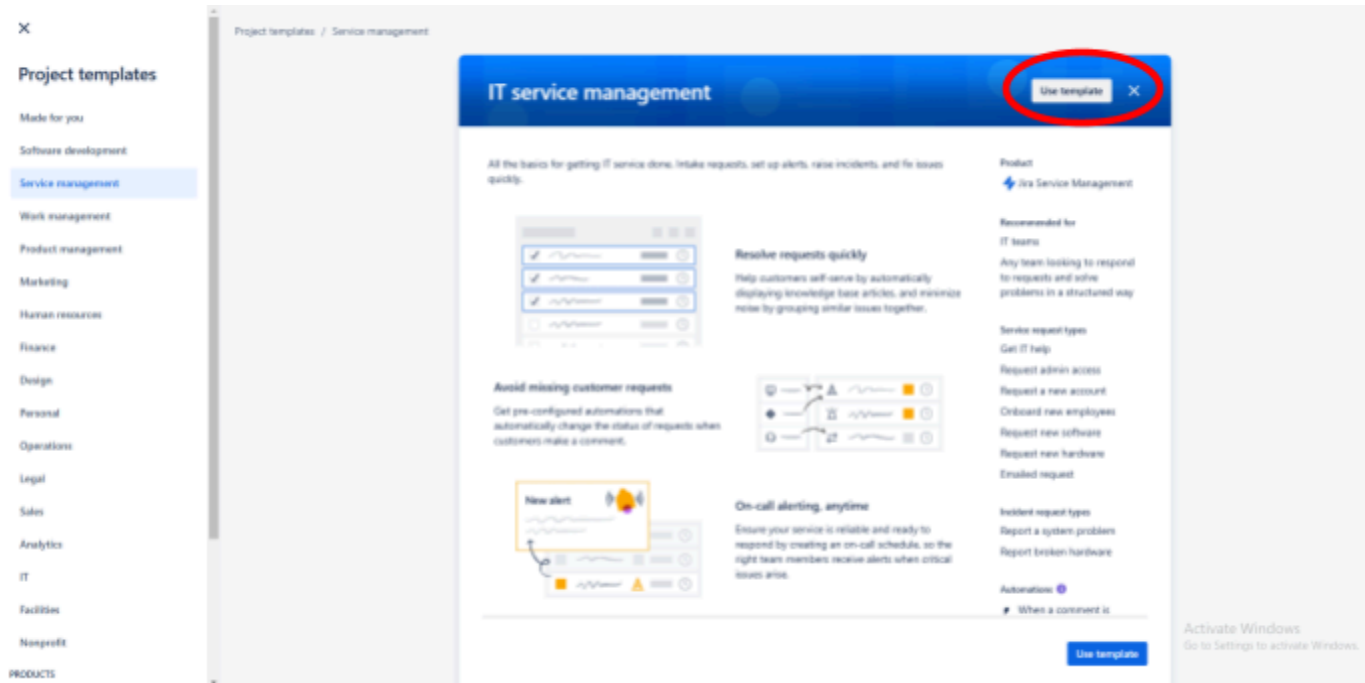 Project templates / Service management
Project templates
Made for you
Software development
Service management
Work management
Product management
Marketing
Human resources
Finance
Design
Personal
Operations
Legal
Sales
Analytics
IT
Facilities
Nonprofit
PRODUCTS
IT service management
Use template
All the basics for getting IT service done. Intake requests, set up alerts, raise incidents, and fix issues
quickly.
Resolve requests quickly
Help customers self-serve by automatically
displaying knowledge base articles, and minimize
noise by grouping similar issues together.
Avoid missing customer requests
Get pre-configured automations that
automatically change the status of requests when
customers make a comment.
New alert
On-call alerting, anytime
Ensure your service is reliable and ready to
respond by creating an on-call schedule, so the
right team members receive alerts when critical
issues arise.
Product
Jira Service Management
Recommended for
IT teams
Any team looking to respond
to requests and solve
problems in a structured way
Service request types
Get IT help
Request admin access
Request a new account
Onboard new employees
Request new software
Request new hardware
Emailed request
Incident request types
Report a system problem
Report broken hardware
Automations
When a comment is
Use template
Activate Windows
Go to Settings to activate Windows.